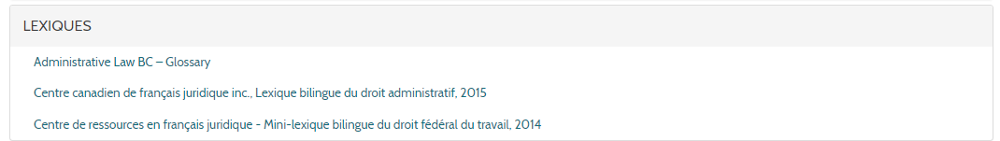 LEXIQUES
Administrative Law BC – Glossary
Centre canadien de français juridique inc., Lexique bilingue du droit administratif, 2015
Centre de ressources en français juridique - Mini-lexique bilingue du droit fédéral du travail, 2014